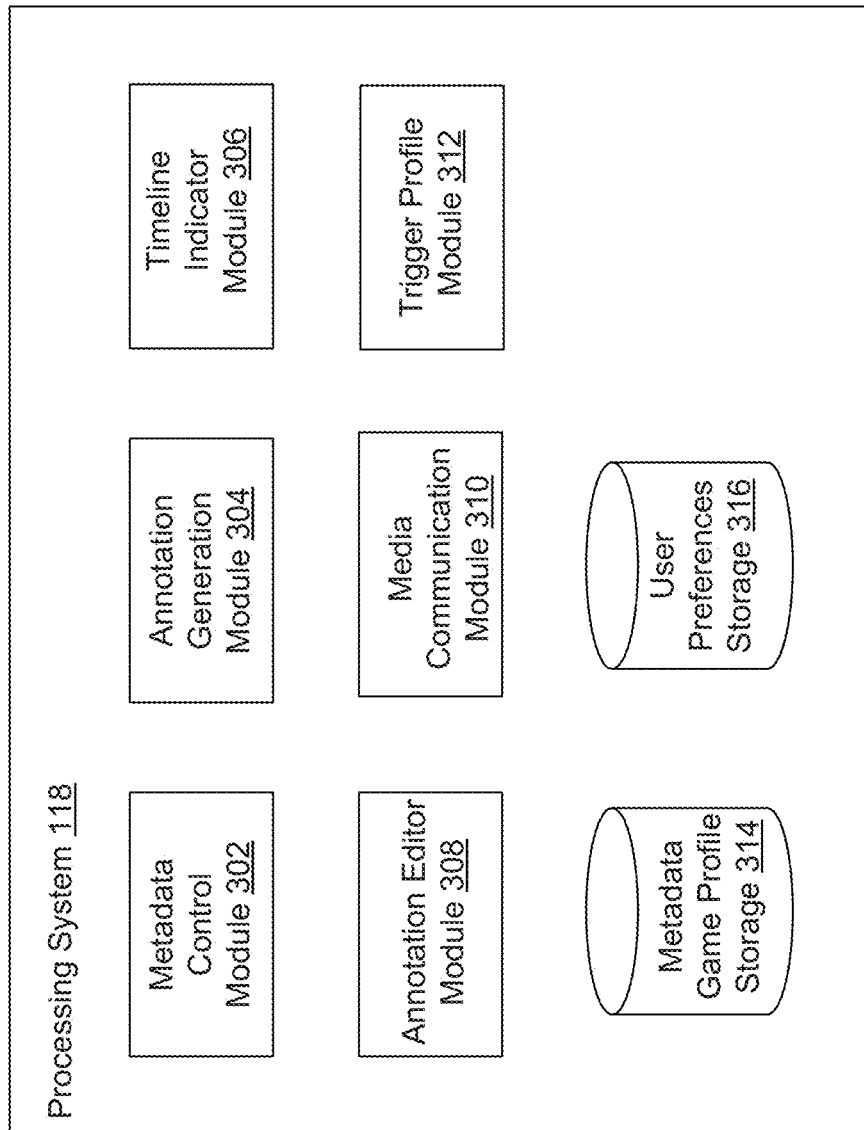 Processing System 118
Metadata
Control
Module 302
Annotation
Generation
Module 304
Timeline
Indicator
Module 306
Annotation Editor
Module 308
Media
Communication
Module 310
Trigger Profile
Module 312
Metadata
Game Profile
Storage 314
User
Preferences
Storage 316